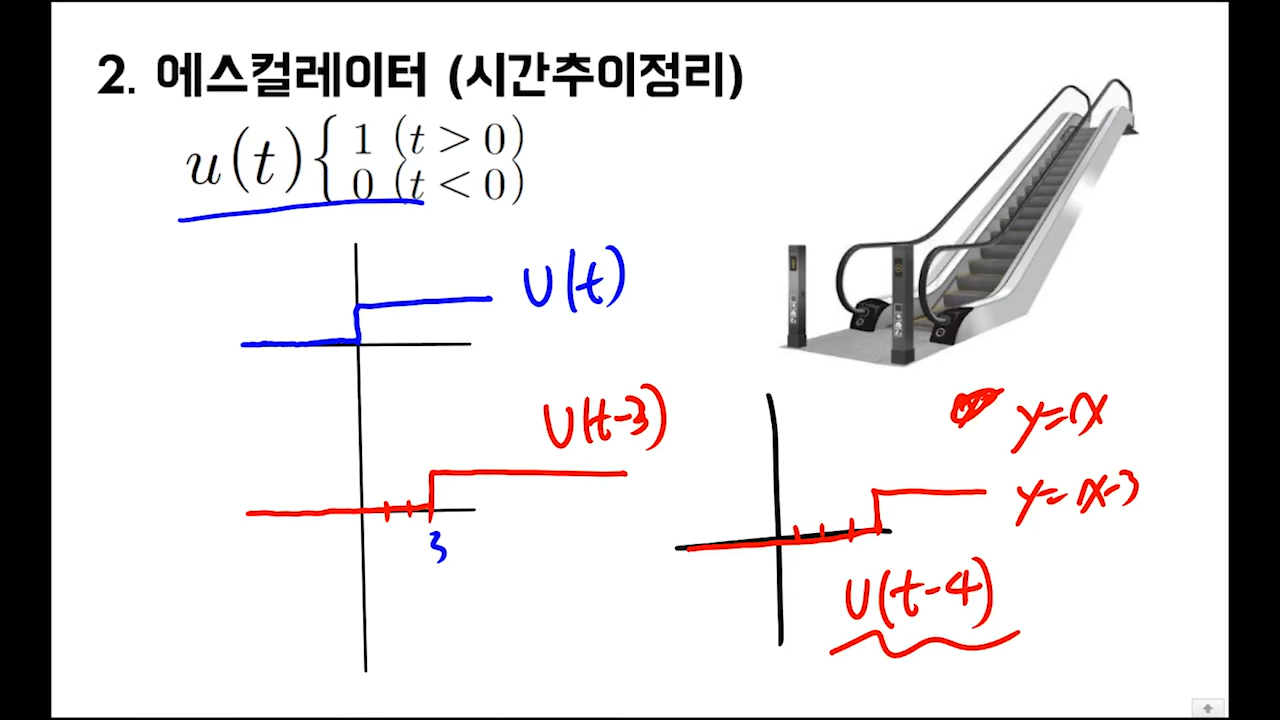 2. 에스컬레이터 (시간추이정리)
u(t) { 1 (t > 0)
0 (t < 0)
U(t)
U(t-3)
3
y=x
y=x-3
U(t-4)